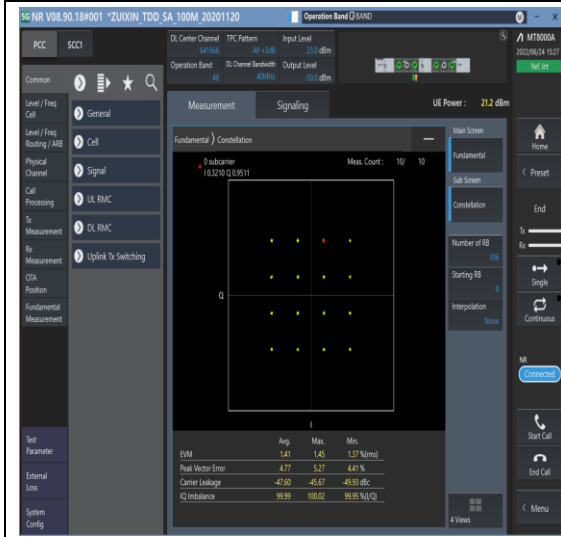 5G NR V08.90.18#001 *ZUIXIN_TDD_SA_100M_20201120
Operation Band BAND
PCC SCC1
DL Center Channel TPC Pattern Input Level
641666 All +3dB 23.0 dBm
Operation Band DL Channel Bandwidth Output Level
48 40MHz -50.0 dBm
MT8000A
2022/06/24 15:27
Ref. Int
Common
Level / Freq
Cell
Level / Freq
Routing / ARB
Physical
Channel
Call
Processing
Tx
Measurement
Rx
Measurement
OTA
Position
Fundamental
Measurement
Test
Parameter
External
Loss
System
Config
General
Cell
Signal
UL RMC
DL RMC
Uplink Tx Switching
Measurement Signaling UE Power : 21.2 dBm
Fundamental Constellation
0 subcarrier Meas. Count : 10/ 10
I 0.3210 Q 0.9511
Q
I
Avg. Max. Min.
EVM 1.41 1.45 1.37 %(rms)
Peak Vector Error 4.77 5.27 4.41 %
Carrier Leakage -47.60 -45.67 -49.93 dBc
IQ Imbalance 99.99 100.02 99.95 %(I/Q)
Main Screen
Fundamental
Sub Screen
Constellation
Number of RB
106
Starting RB
0
Interpolation
None
4 Views
Home
Preset
End
Tx
Rx
Single
Continuous
NR
Connected
Start Call
End Call
Menu